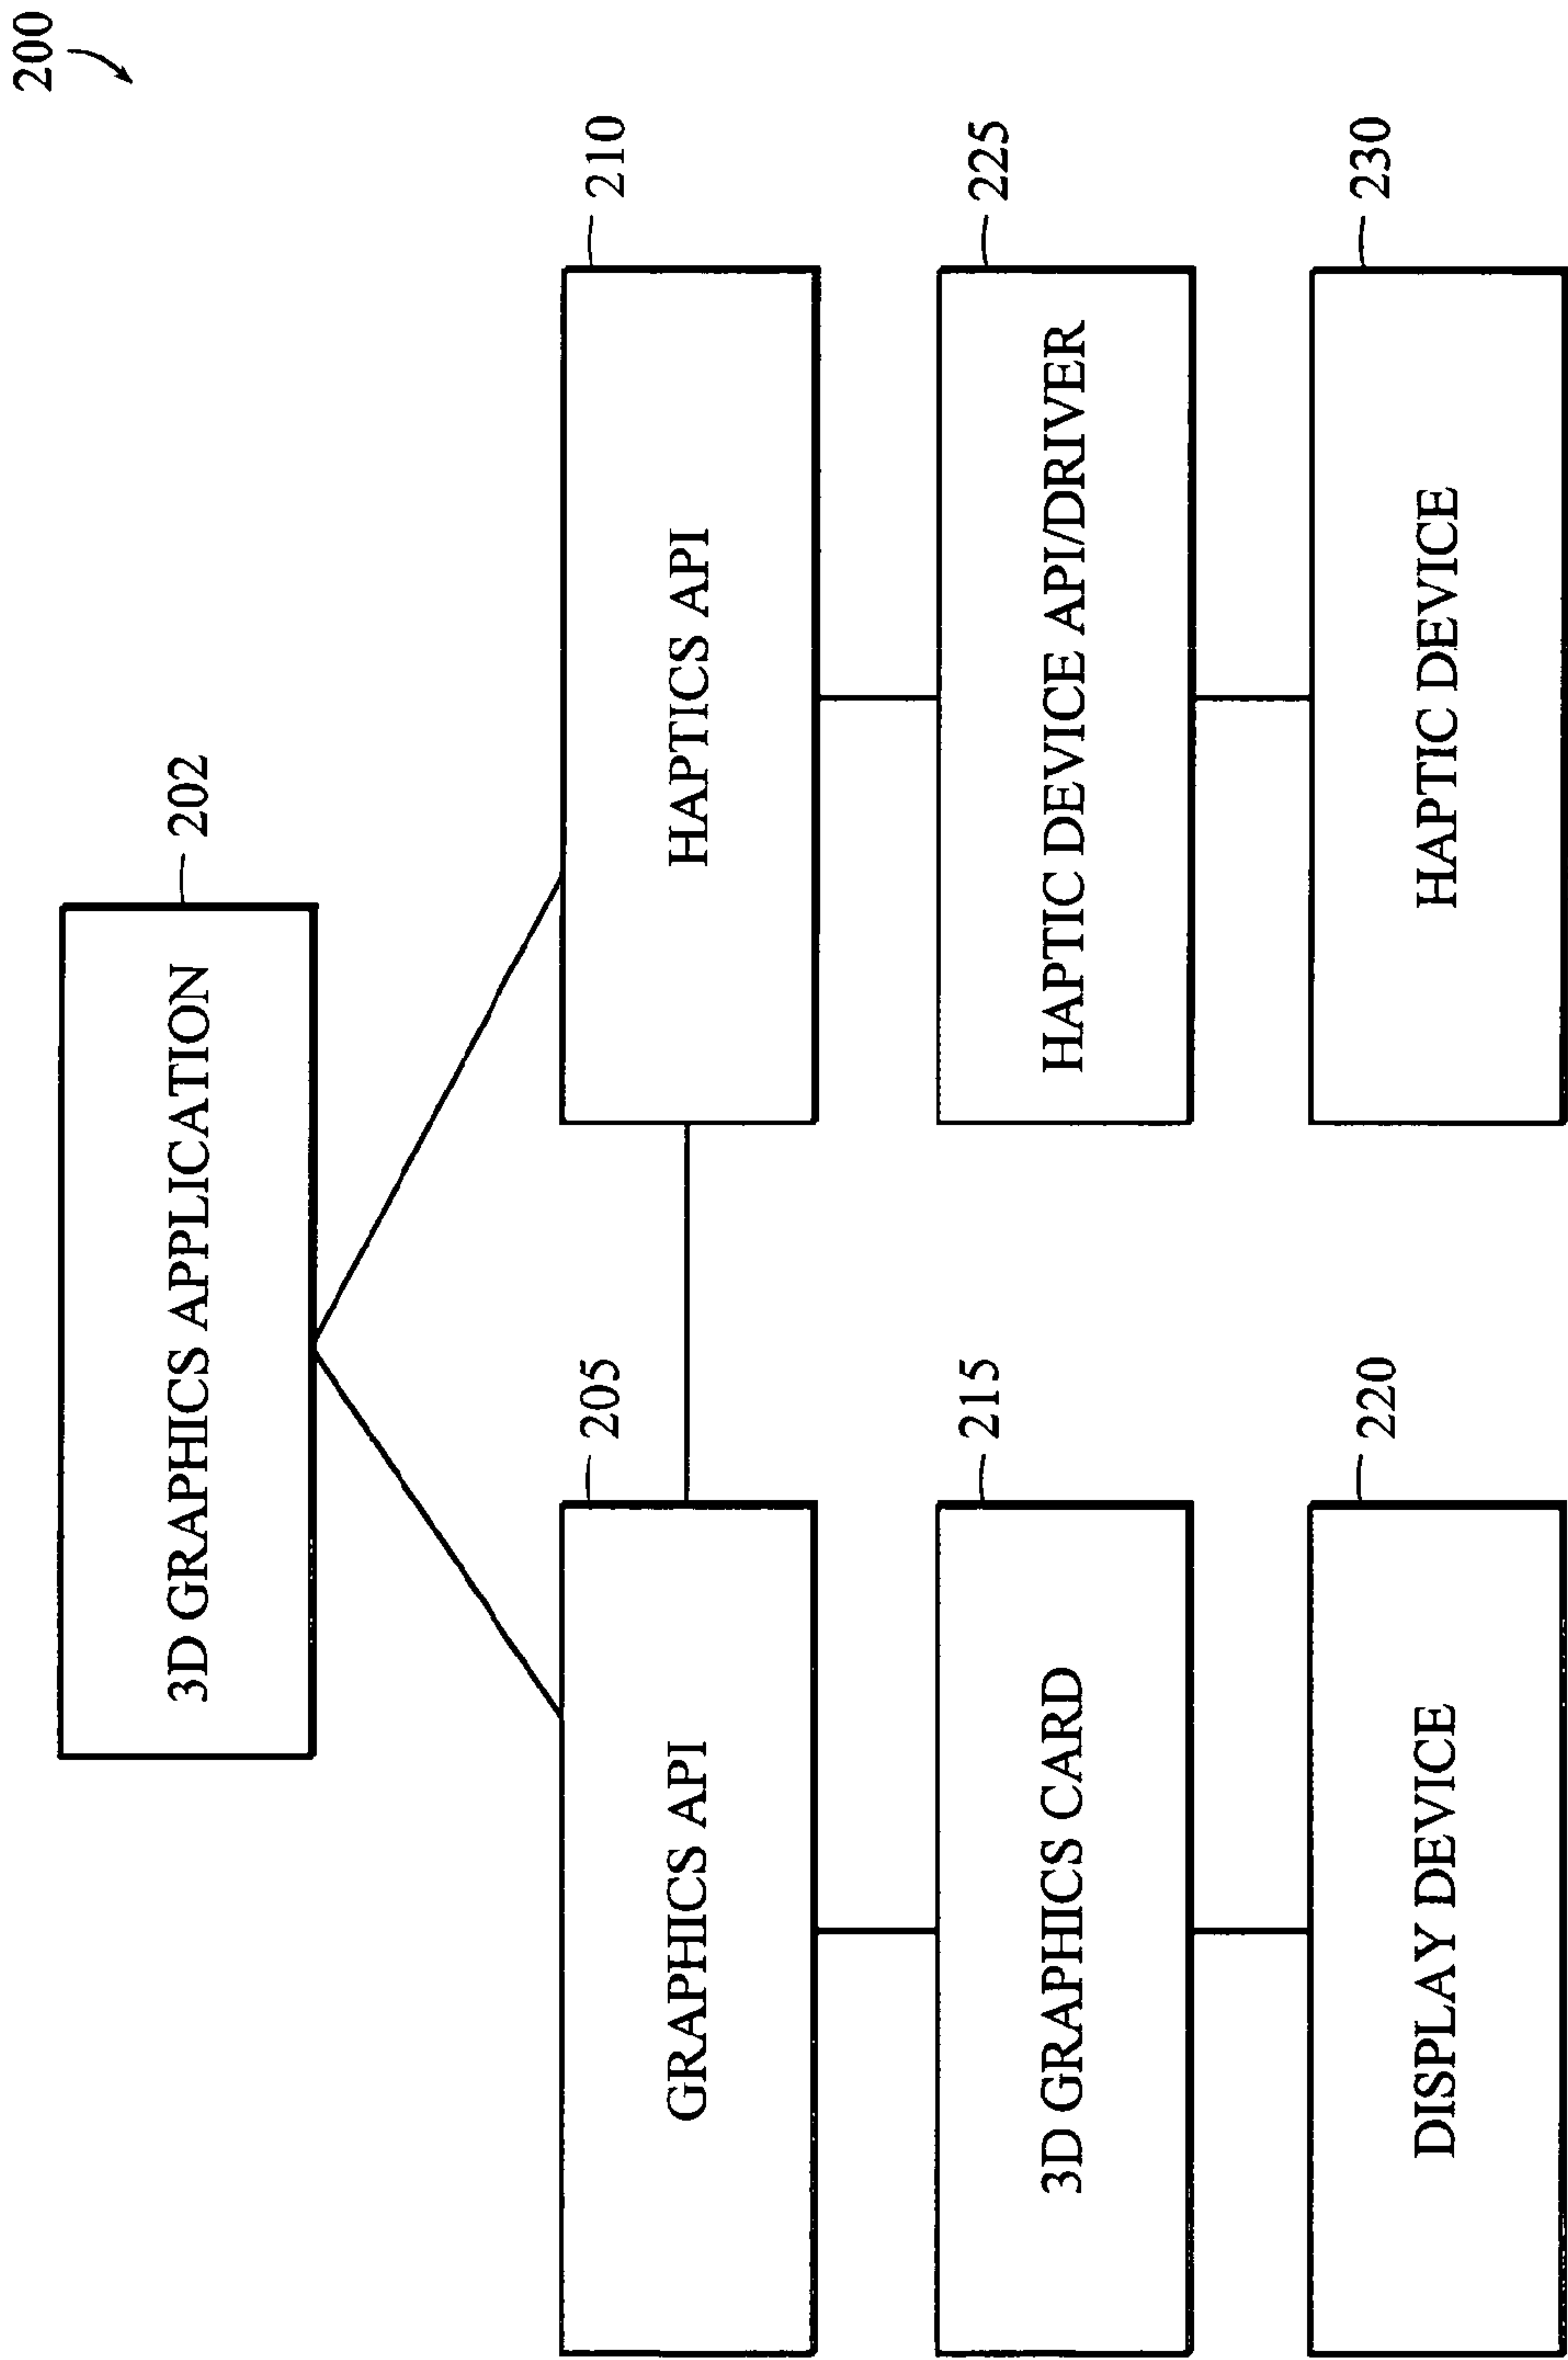 200
3D GRAPHICS APPLICATION
202
GRAPHICS API
205
HAPTICS API
210
3D GRAPHICS CARD
215
HAPTIC DEVICE API/DRIVER
225
DISPLAY DEVICE
220
HAPTIC DEVICE
230